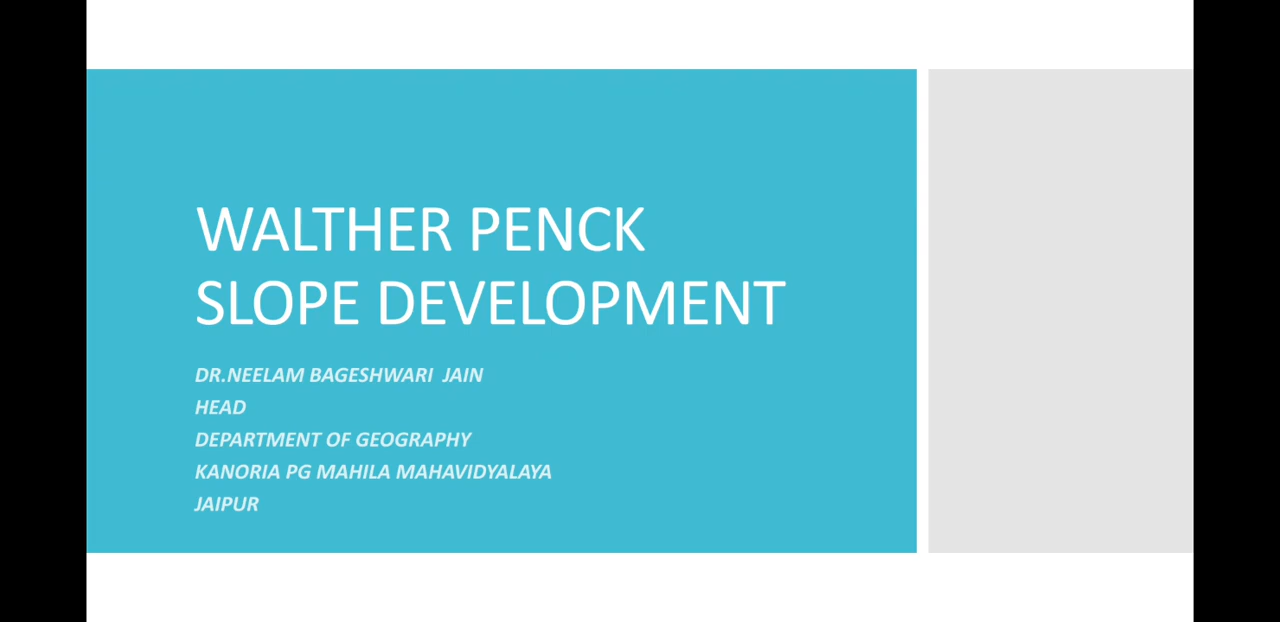 WALTHER PENCK
SLOPE DEVELOPMENT
DR.NEELAM BAGESHWARI  JAIN
HEAD
DEPARTMENT OF GEOGRAPHY
KANORIA PG MAHILA MAHAVIDYALAYA
JAIPUR